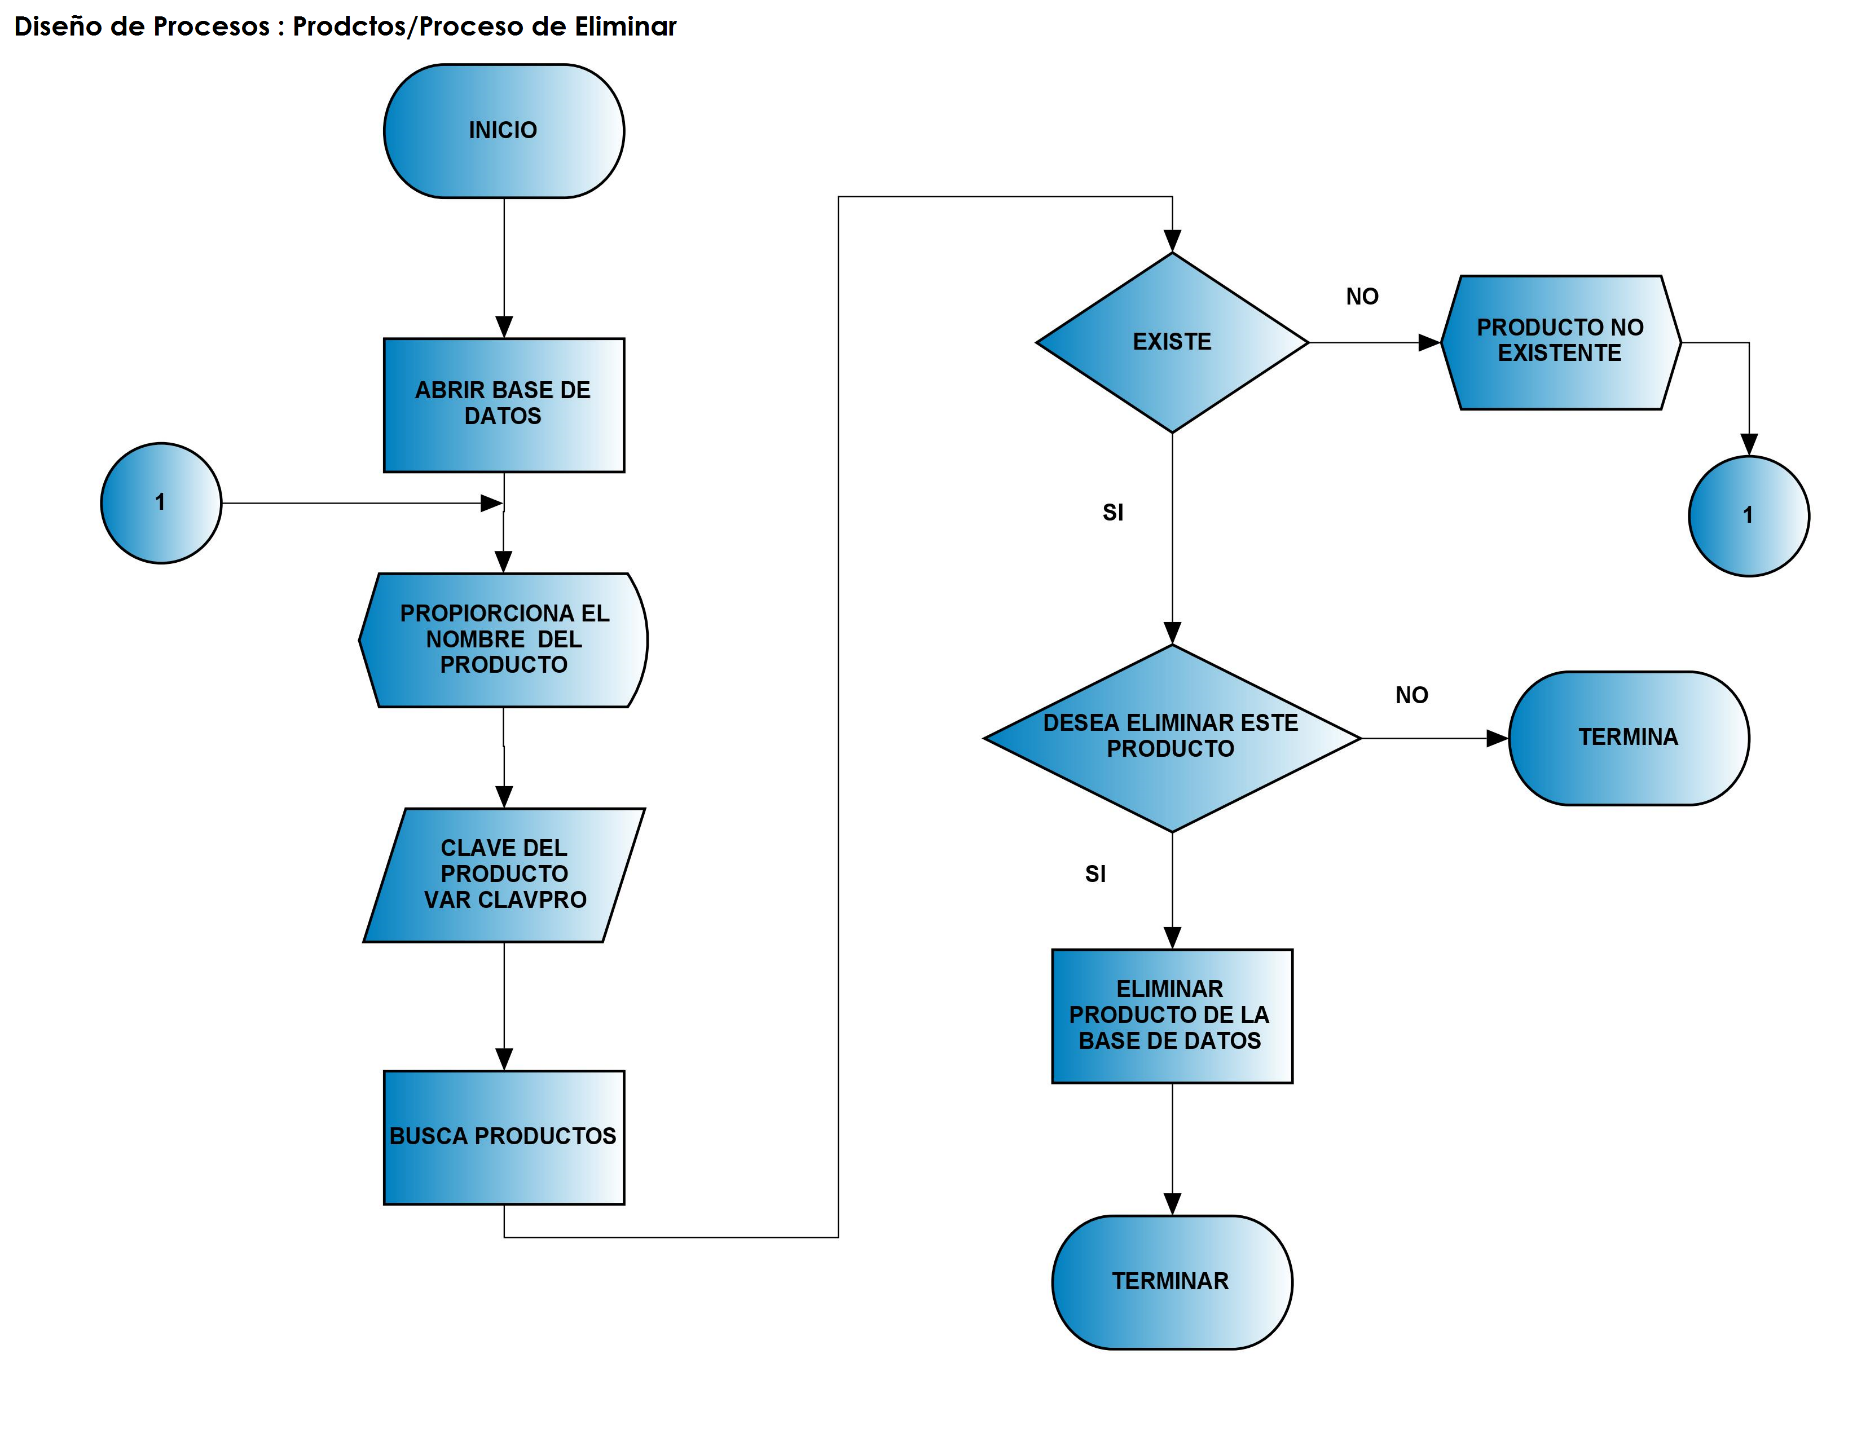 Diseño de Procesos : Prodctos/Proceso de Eliminar
INICIO
ABRIR BASE DE
DATOS
1
PROPIORCIONA EL
NOMBRE DEL
PRODUCTO
CLAVE DEL
PRODUCTO
VAR CLAVPRO
BUSCA PRODUCTOS
EXISTE
NO
PRODUCTO NO
EXISTENTE
1
SI
DESEA ELIMINAR ESTE
PRODUCTO
NO
TERMINA
SI
ELIMINAR
PRODUCTO DE LA
BASE DE DATOS
TERMINAR